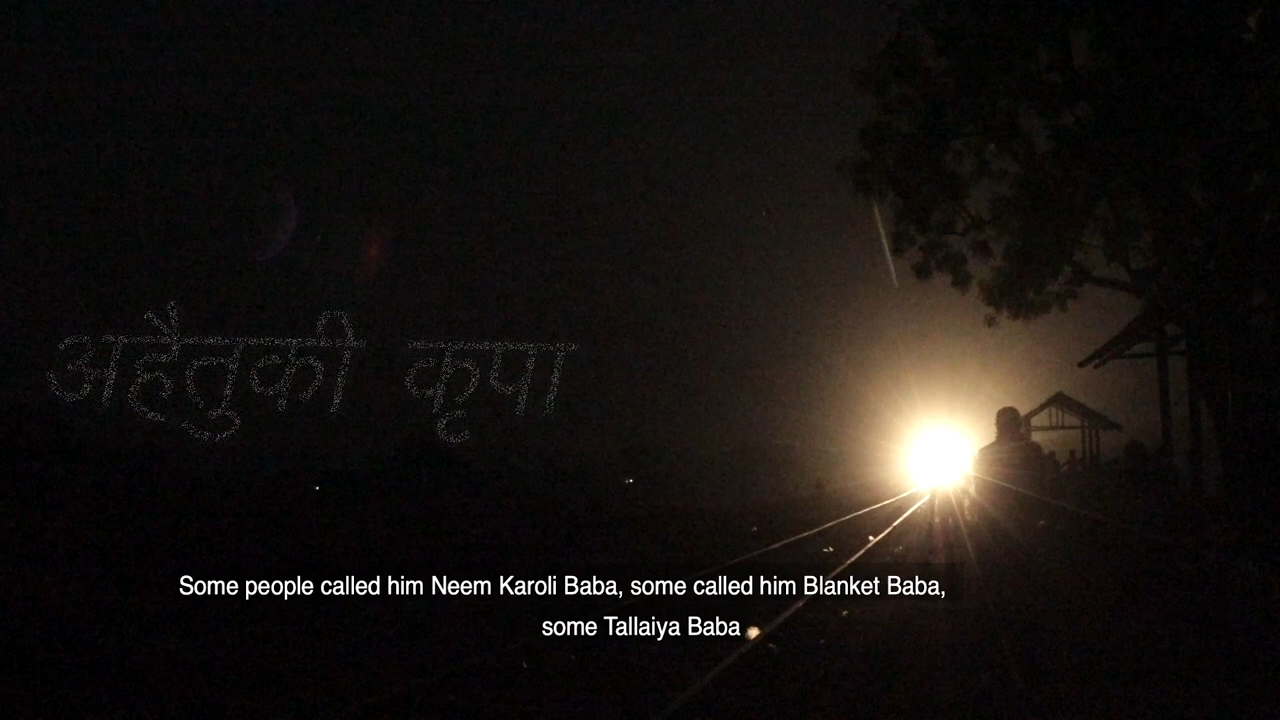 अहैतुकी कृपा
Some people called him Neem Karoli Baba, some called him Blanket Baba,
some Tallaiya Baba